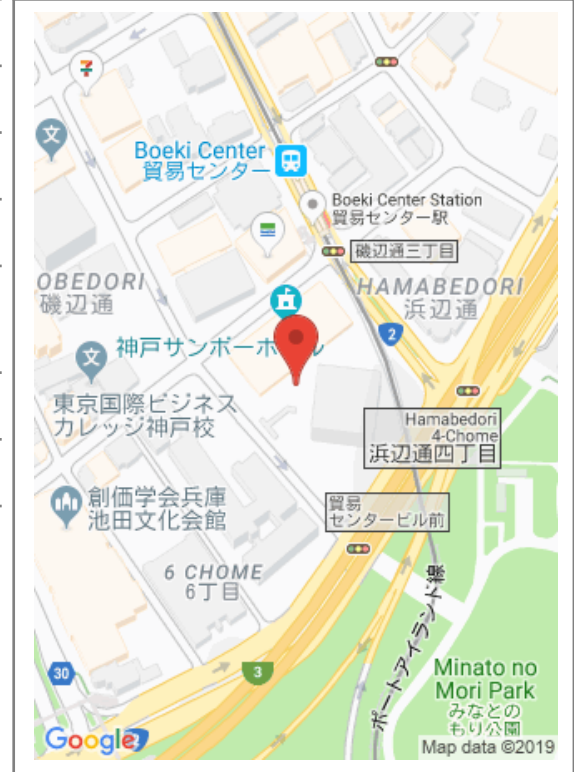 7
文
Boeki Center
貿易センター
Boeki Center Station
貿易センター駅
磯辺通三丁目
OBEDORI
磯辺通
HAMABEDORI
浜辺通
2
神戸サンボーホール
文
東京国際ビジネス
カレッジ神戸校
Hamabedori
4-Chome
浜辺通四丁目
創価学会兵庫
池田文化会館
貿易
センタービル前
6 CHOME
6丁目
ポートアイランド線
30
3
Minato no
Mori Park
みなとの
もり公園
Google
Map data ©2019